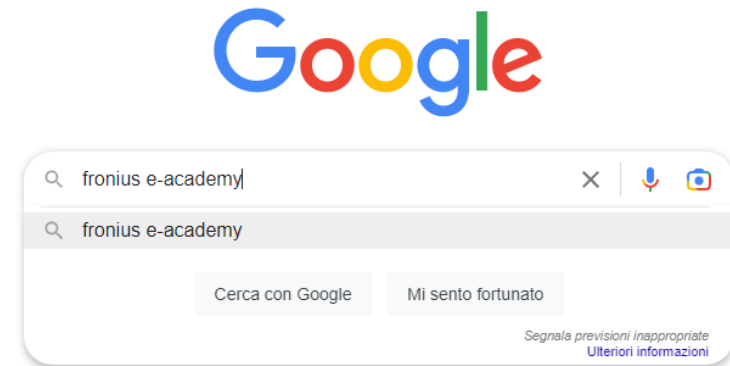 Google
fronius e-academy
fronius e-academy
Cerca con Google Mi sento fortunato
Segnala previsioni inappropriate
Ulteriori informazioni